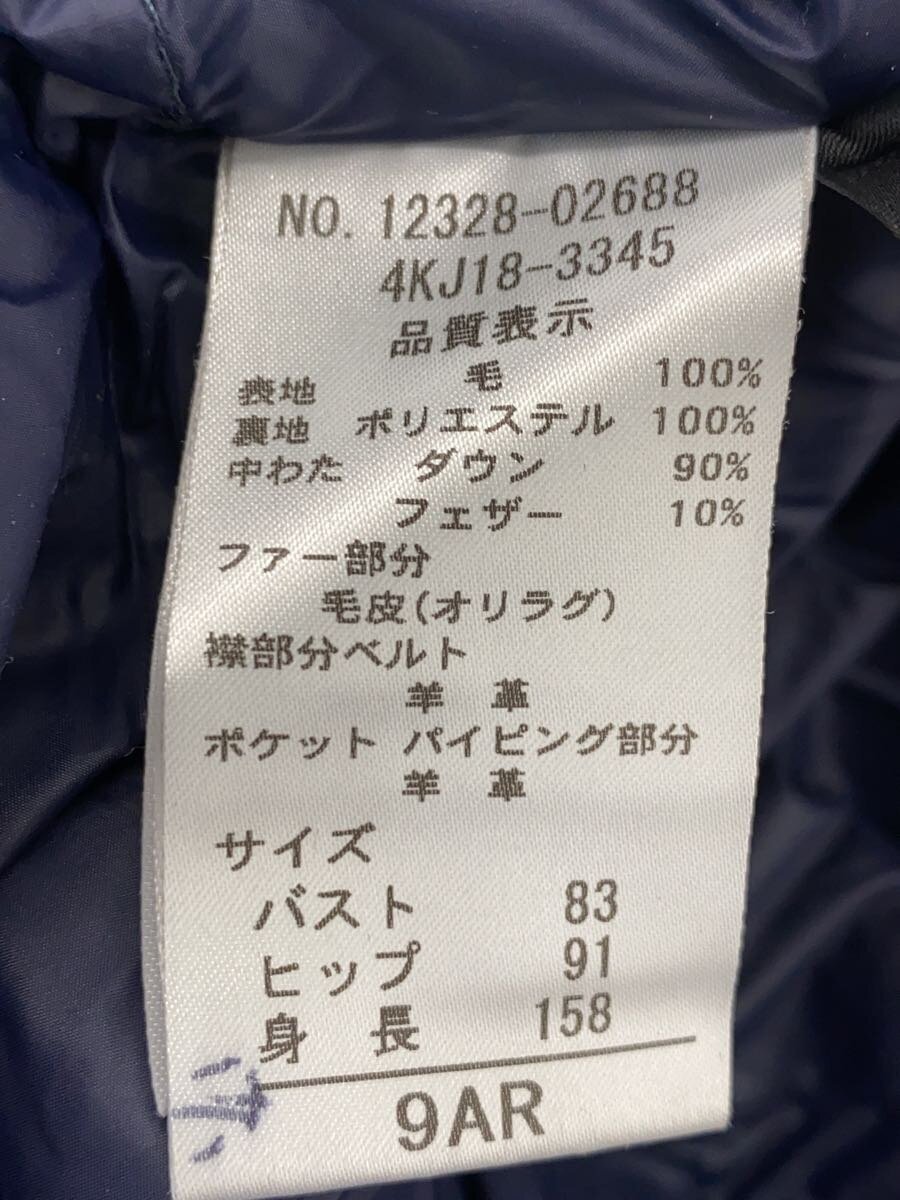 NO. 12328-02688
4KJ18-3345
品質表示
表地 毛 100%
裏地 ポリエステル 100%
中わた ダウン 90%
フェザー 10%
ファー部分
毛皮(オリラグ)
襟部分ベルト
羊 革
ポケット パイピング部分
羊 革
サイズ
バスト 83
ヒップ 91
身 長 158
9AR